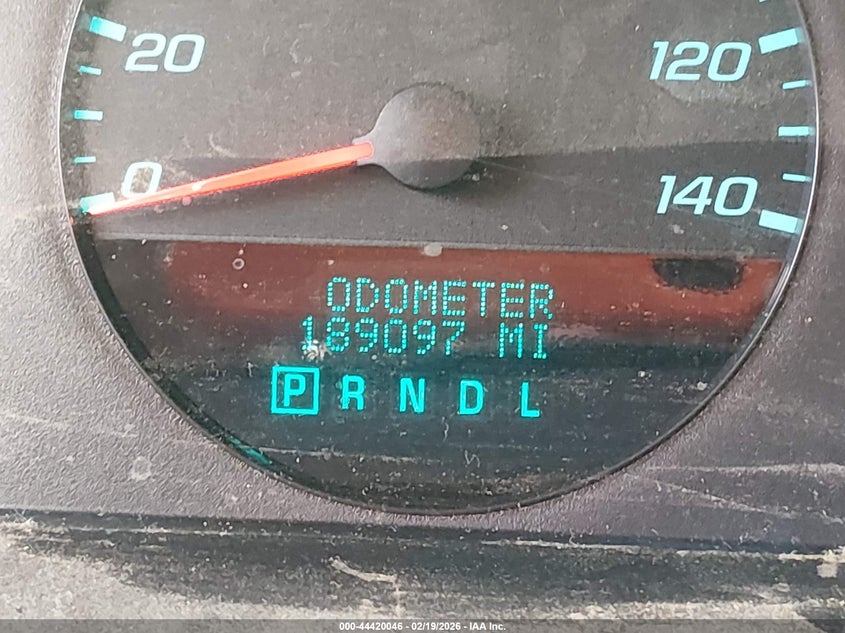 20
120
0
140
ODOMETER
189097 MI
P R N D L
000-44420046 - 02/19/2026 - IAA Inc.